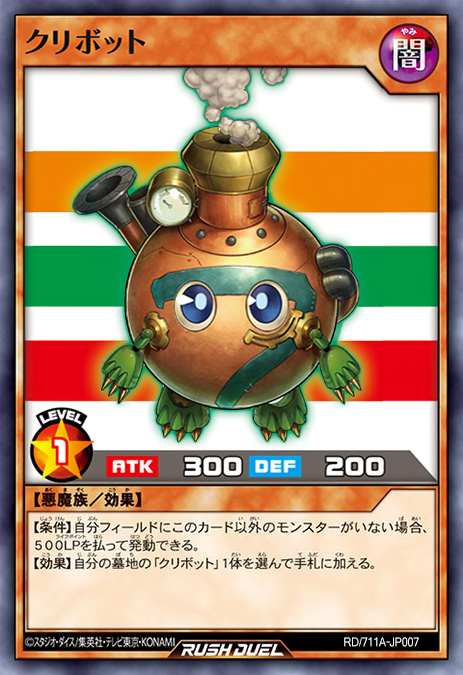 クリボット
やみ
闇
LEVEL
1
ATK 300 DEF 200
【悪魔族／効果】
【条件】自分フィールドにこのカード以外のモンスターがいない場合、
500LPを払って発動できる。
【効果】自分の墓地の「クリボット」1体を選んで手札に加える。
©スタジオ・ダイス/集英社・テレビ東京・KONAMI
RUSH DUEL
RD/711A-JP007